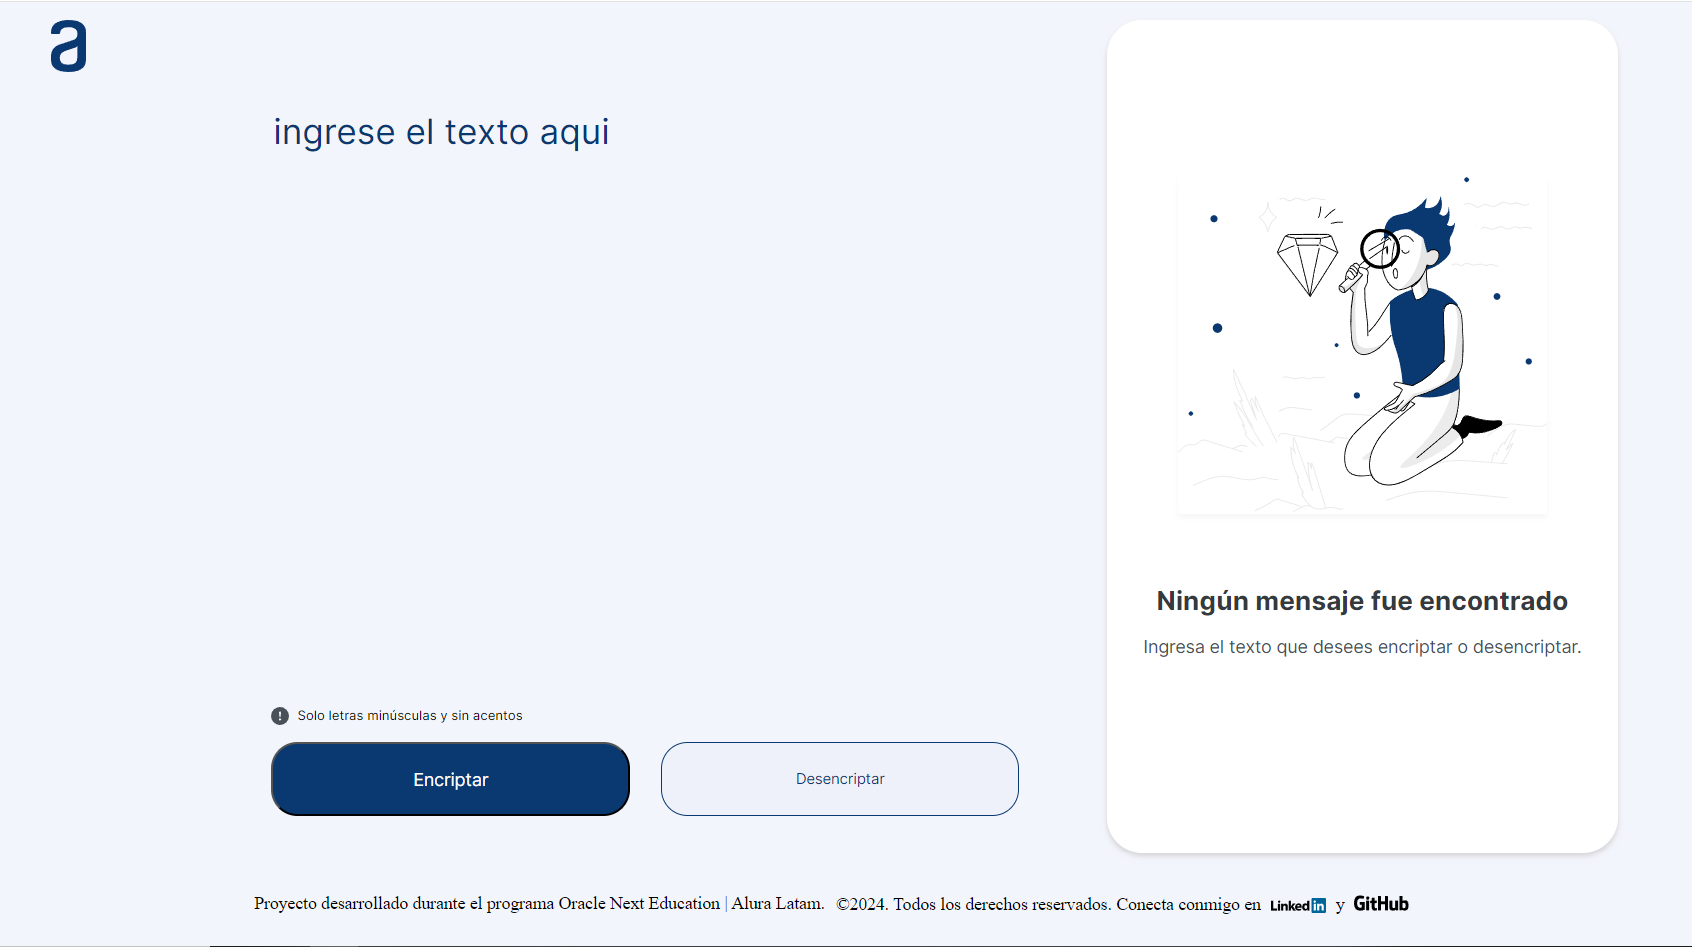 a
ingrese el texto aqui
Ningún mensaje fue encontrado
Ingresa el texto que desees encriptar o desencriptar.
! Solo letras minúsculas y sin acentos
Encriptar
Desencriptar
Proyecto desarrollado durante el programa Oracle Next Education | Alura Latam. ©2024. Todos los derechos reservados. Conecta conmigo en LinkedIn y GitHub